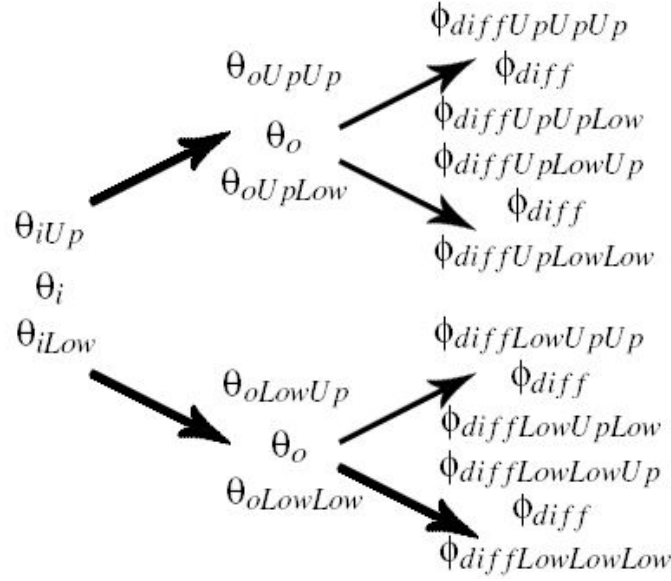 θiUp
θi
θiLow
θoUpUp
θo
θoUpLow
θoLowUp
θo
θoLowLow
ϕdiffUpUpUp
ϕdiff
ϕdiffUpUpLow
ϕdiffUpLowUp
ϕdiff
ϕdiffUpLowLow
ϕdiffLowUpUp
ϕdiff
ϕdiffLowUpLow
ϕdiffLowLowUp
ϕdiff
ϕdiffLowLowLow